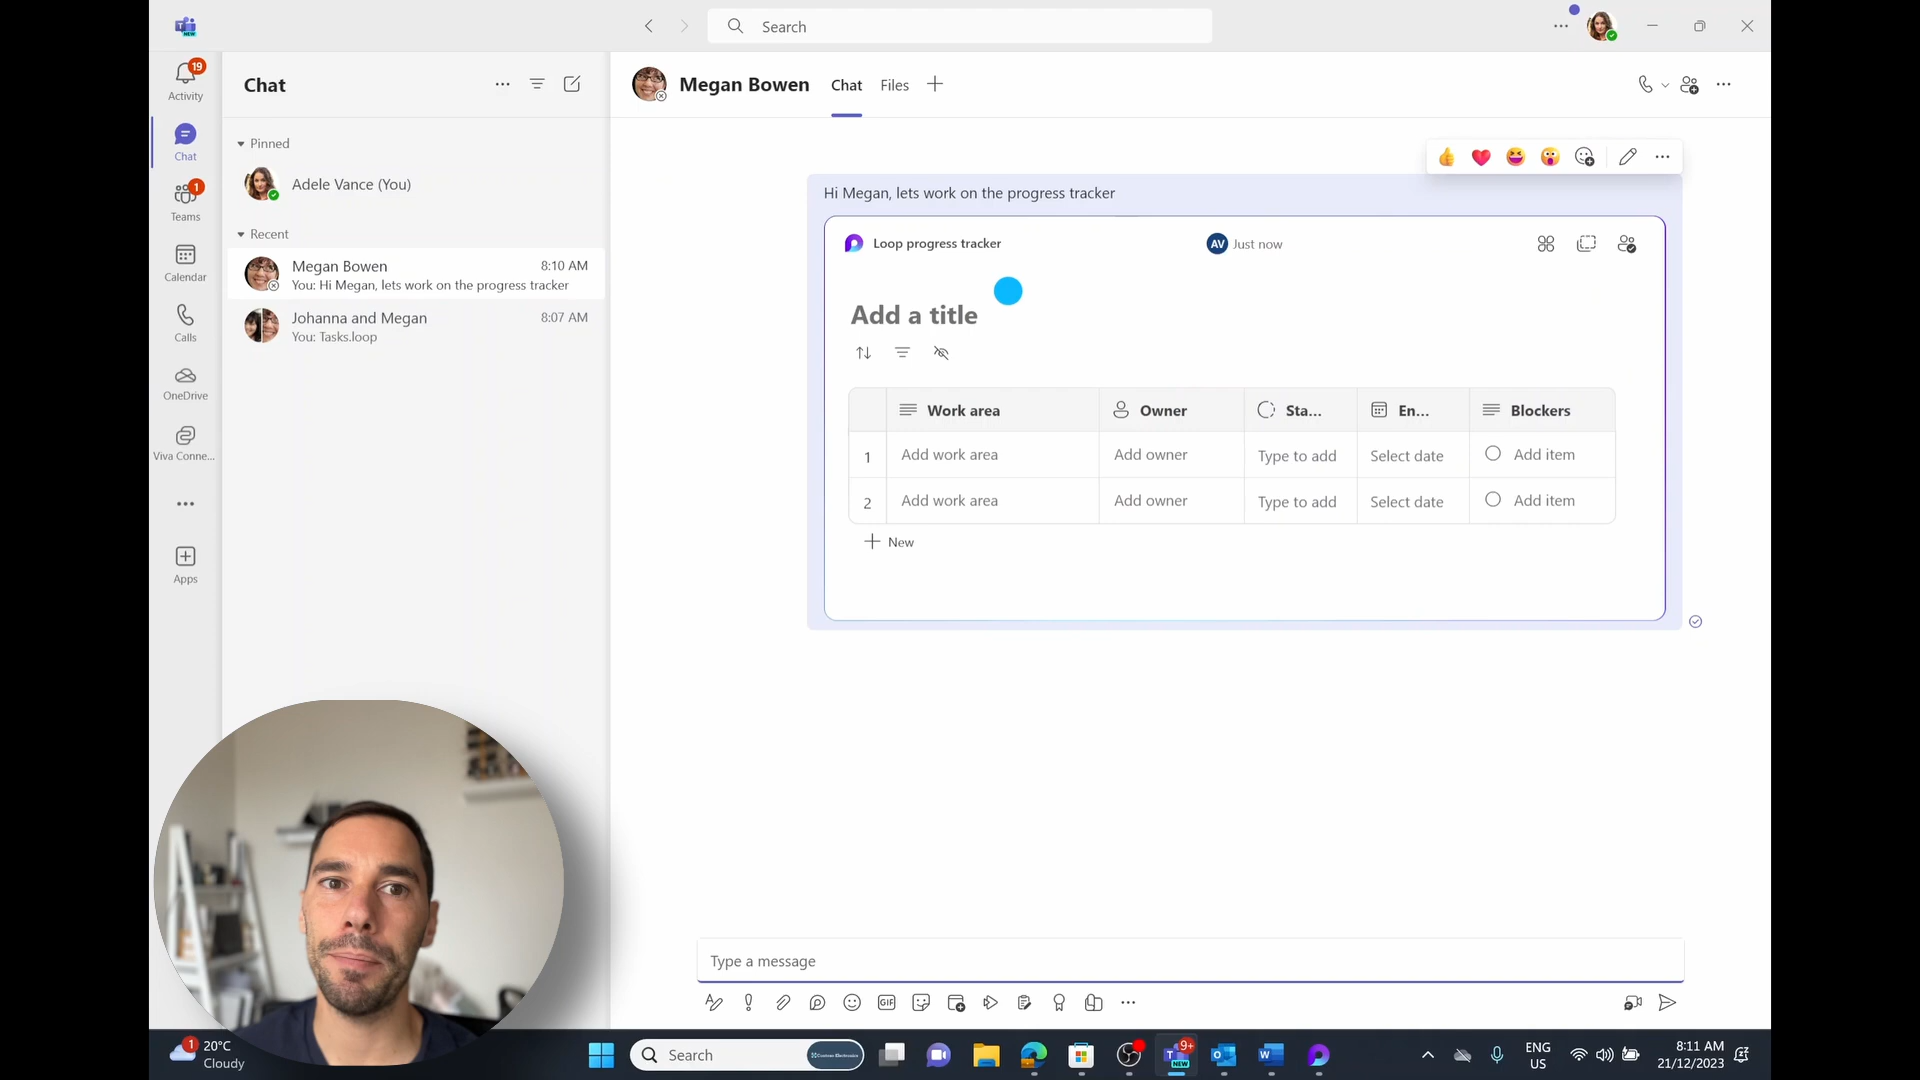 Search
Activity
19
Chat
Teams
1
Calendar
Calls
OneDrive
Viva Conne...
Apps
Chat
Pinned
Adele Vance (You)
Recent
Megan Bowen 8:10 AM
You: Hi Megan, lets work on the progress tracker
Johanna and Megan 8:07 AM
You: Tasks.loop
Megan Bowen Chat Files
Hi Megan, lets work on the progress tracker
Loop progress tracker AV Just now
Add a title
Work area Owner Sta... En... Blockers
1 Add work area Add owner Type to add Select date Add item
2 Add work area Add owner Type to add Select date Add item
New
Type a message
GIF
1 20°C
Cloudy
Search
NEW 9+
ENG
US
8:11 AM
21/12/2023